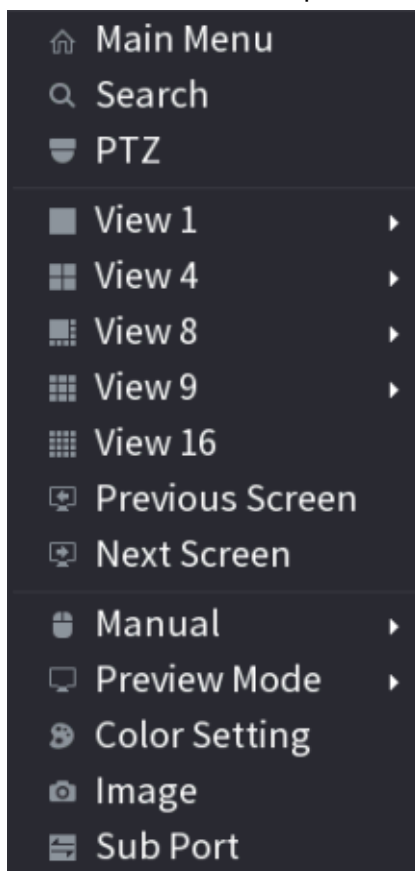 Main Menu
Search
PTZ
View 1
View 4
View 8
View 9
View 16
Previous Screen
Next Screen
Manual
Preview Mode
Color Setting
Image
Sub Port